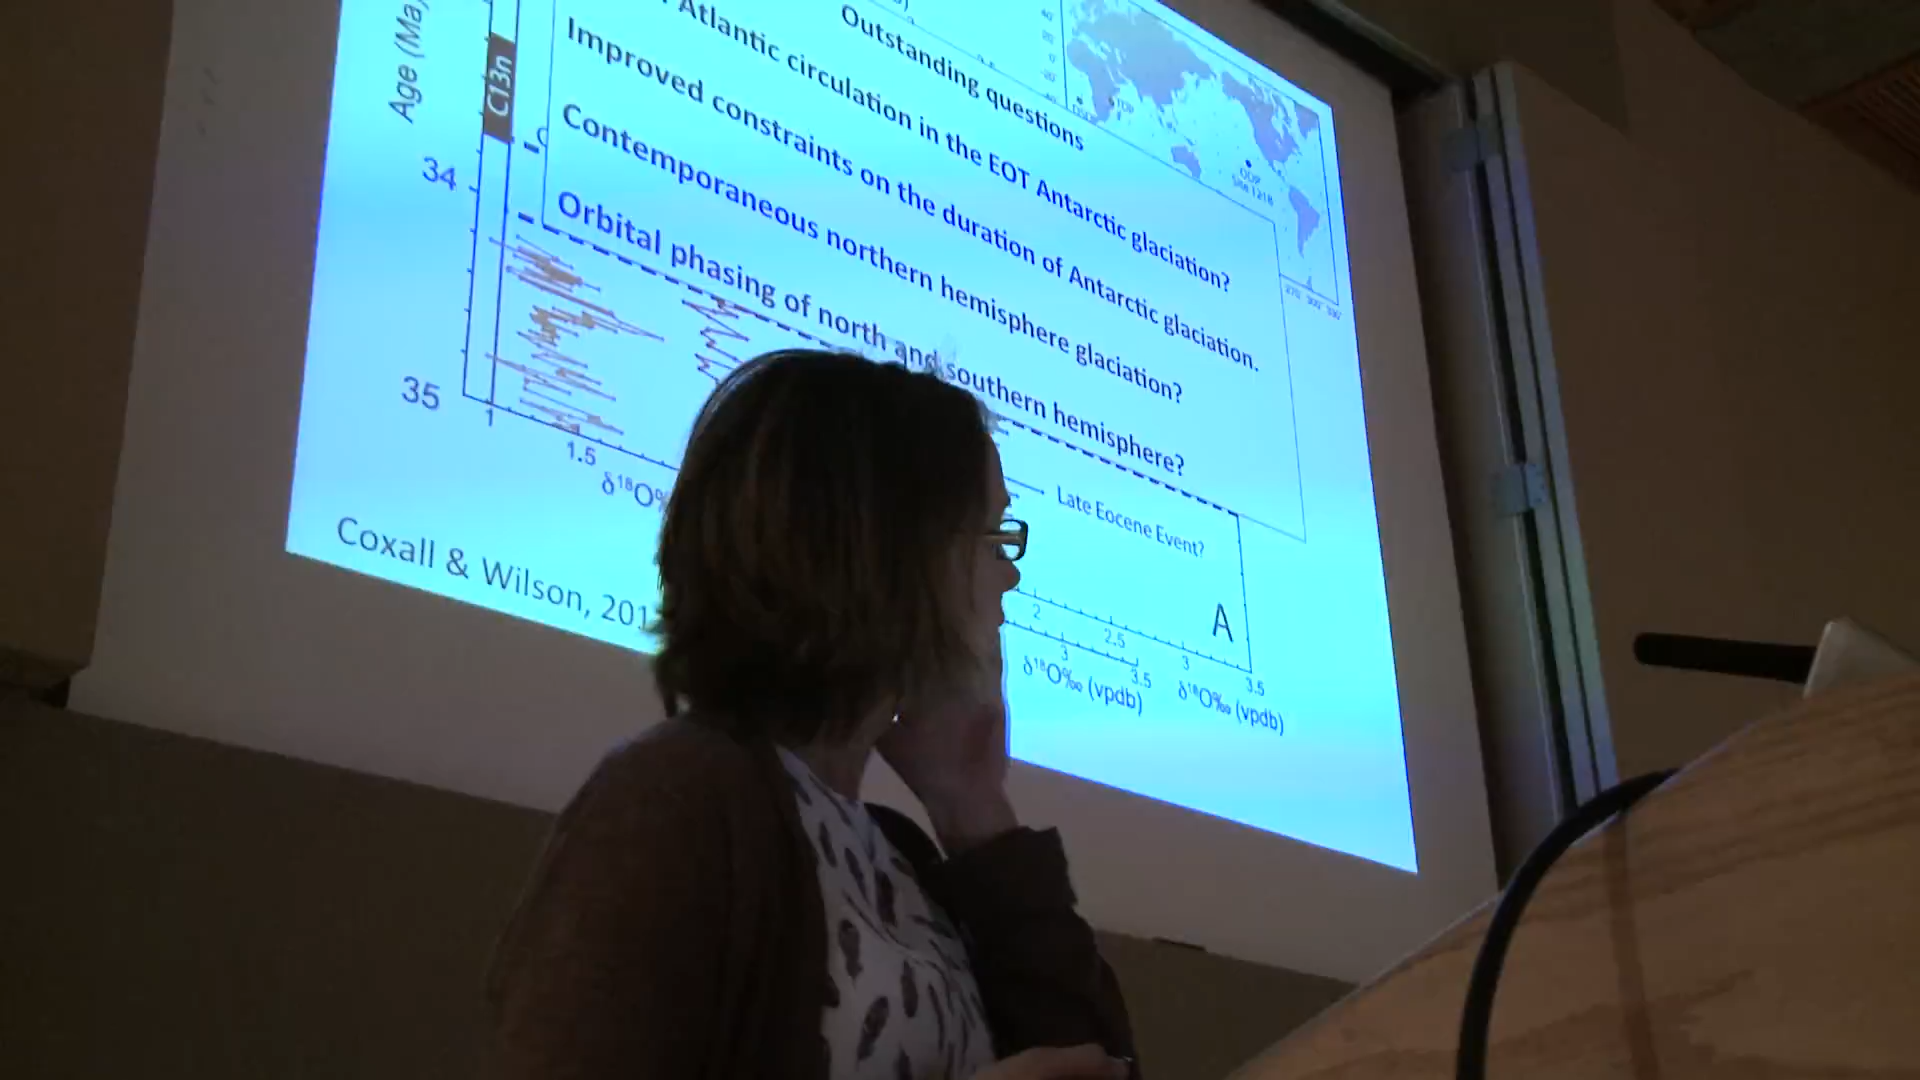 Outstanding questions
Atlantic circulation in the EOT Antarctic glaciation?
Improved constraints on the duration of Antarctic glaciation.
Contemporaneous northern hemisphere glaciation?
Orbital phasing of north and southern hemisphere?
Age (Ma)
C13n
34
35
1
1.5
δ¹⁸O‰
Late Eocene Event?
A
2
2.5
3
3.5
3
3.5
δ¹⁸O‰ (vpdb)
δ¹⁸O‰ (vpdb)
ODP
Site 1218
270° 300° 330°
Coxall & Wilson, 201